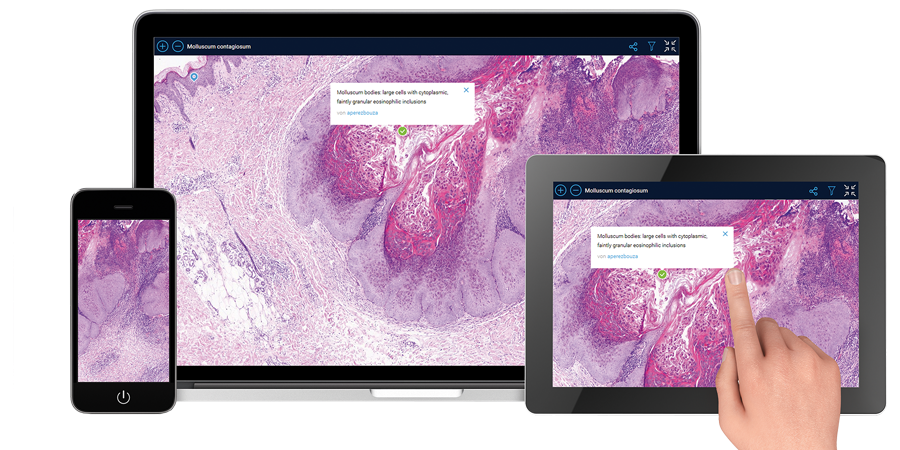 Molluscum contagiosum
Molluscum bodies: large cells with cytoplasmic,
faintly granular eosinophilic inclusions
von aperezbouza
Molluscum contagiosum
Molluscum bodies: large cells with cytoplasmic,
faintly granular eosinophilic inclusions
von aperezbouza